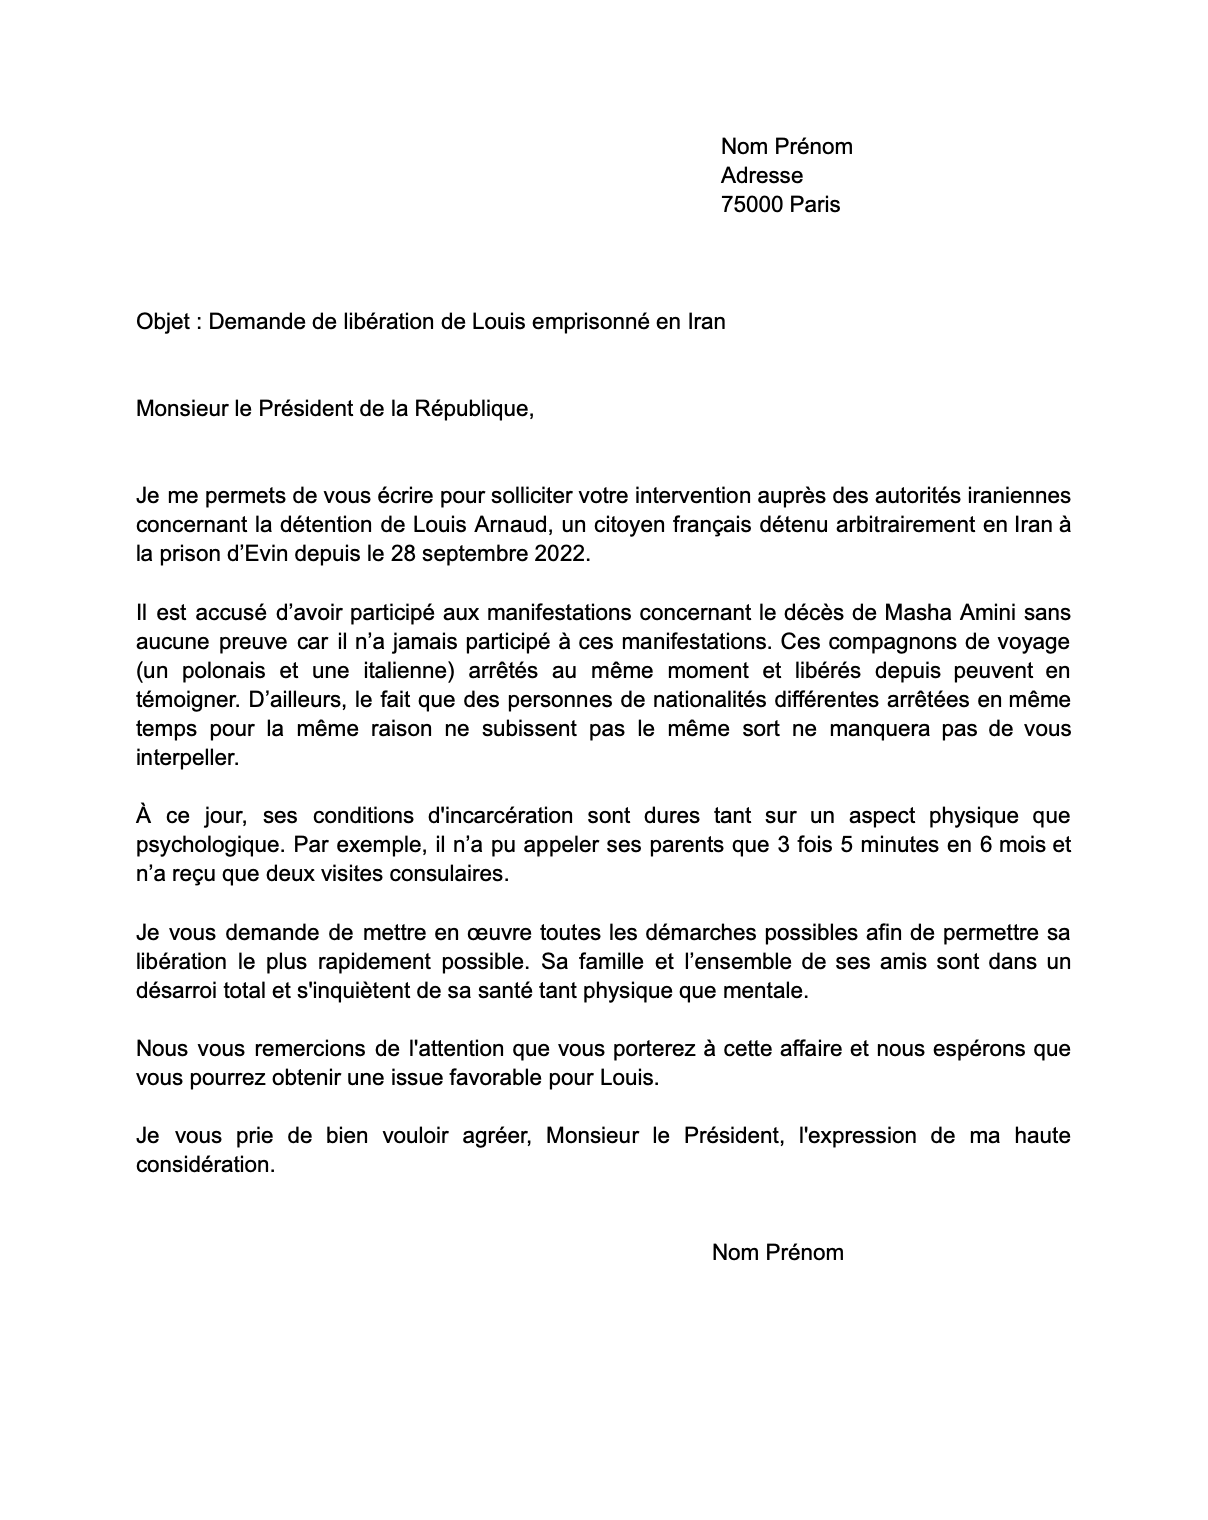 Nom Prénom
Adresse
75000 Paris
Objet : Demande de libération de Louis emprisonné en Iran
Monsieur le Président de la République,
Je me permets de vous écrire pour solliciter votre intervention auprès des autorités iraniennes
concernant la détention de Louis Arnaud, un citoyen français détenu arbitrairement en Iran à
la prison d’Evin depuis le 28 septembre 2022.
Il est accusé d’avoir participé aux manifestations concernant le décès de Masha Amini sans
aucune preuve car il n’a jamais participé à ces manifestations. Ces compagnons de voyage
(un polonais et une italienne) arrêtés au même moment et libérés depuis peuvent en
témoigner. D’ailleurs, le fait que des personnes de nationalités différentes arrêtées en même
temps pour la même raison ne subissent pas le même sort ne manquera pas de vous
interpeller.
À ce jour, ses conditions d'incarcération sont dures tant sur un aspect physique que
psychologique. Par exemple, il n’a pu appeler ses parents que 3 fois 5 minutes en 6 mois et
n’a reçu que deux visites consulaires.
Je vous demande de mettre en œuvre toutes les démarches possibles afin de permettre sa
libération le plus rapidement possible. Sa famille et l’ensemble de ses amis sont dans un
désarroi total et s'inquiètent de sa santé tant physique que mentale.
Nous vous remercions de l'attention que vous porterez à cette affaire et nous espérons que
vous pourrez obtenir une issue favorable pour Louis.
Je vous prie de bien vouloir agréer, Monsieur le Président, l'expression de ma haute
considération.
Nom Prénom